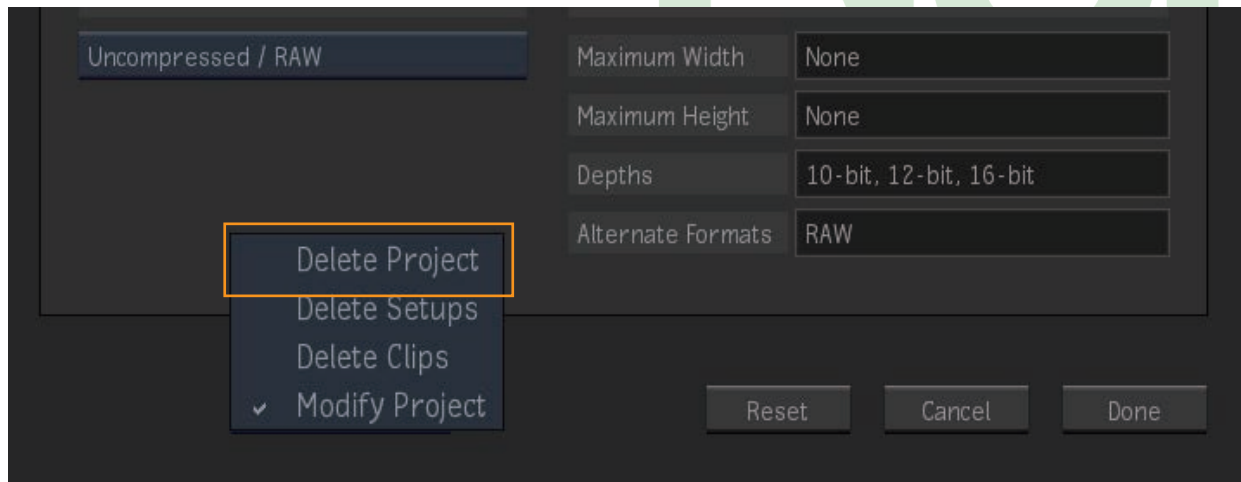 Uncompressed / RAW
Maximum Width None
Maximum Height None
Depths 10-bit, 12-bit, 16-bit
Alternate Formats RAW
Delete Project
Delete Setups
Delete Clips
✓ Modify Project
Reset Cancel Done